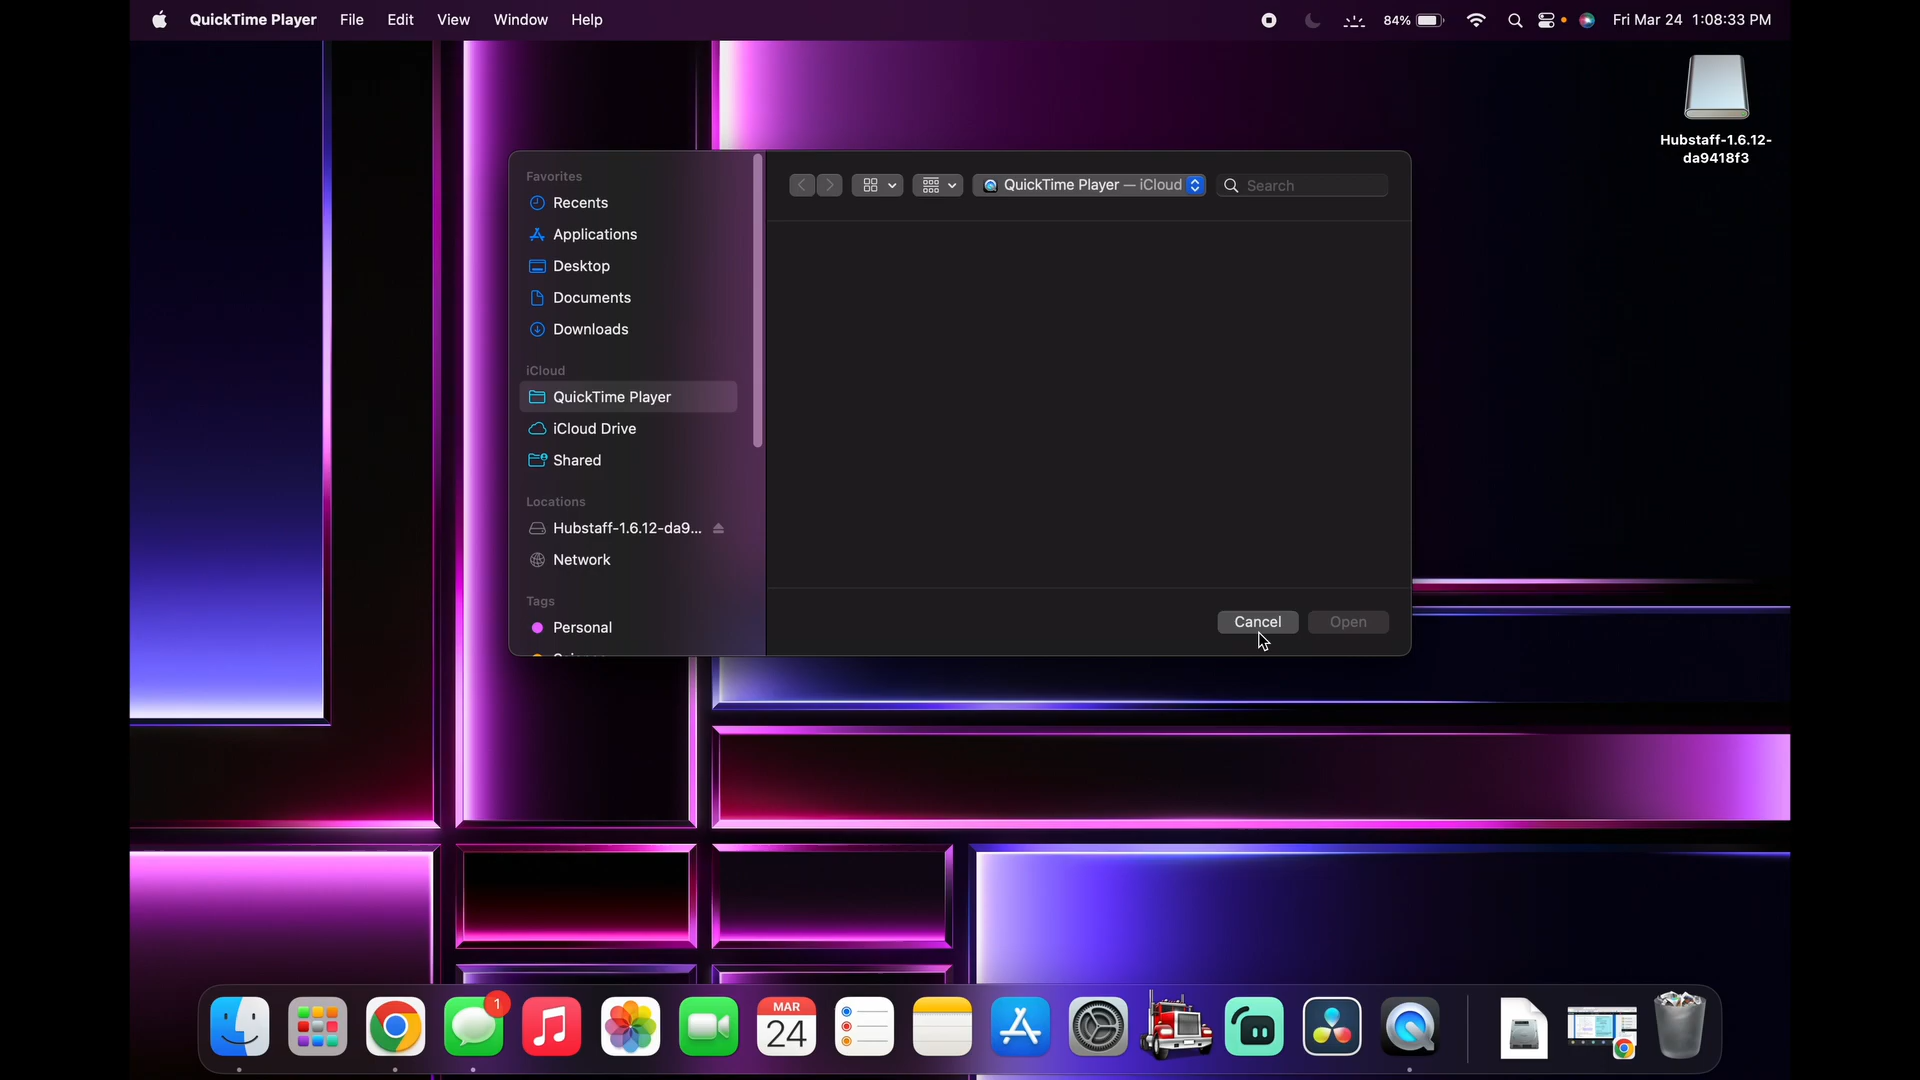 QuickTime Player File Edit View Window Help 84% Fri Mar 24 1:08:33 PM
Hubstaff-1.6.12-
da9418f3
Favorites
Recents
Applications
Desktop
Documents
Downloads
iCloud
QuickTime Player
iCloud Drive
Shared
Locations
Hubstaff-1.6.12-da9...
Network
Tags
Personal
QuickTime Player — iCloud
Search
Cancel Open
1
MAR
24